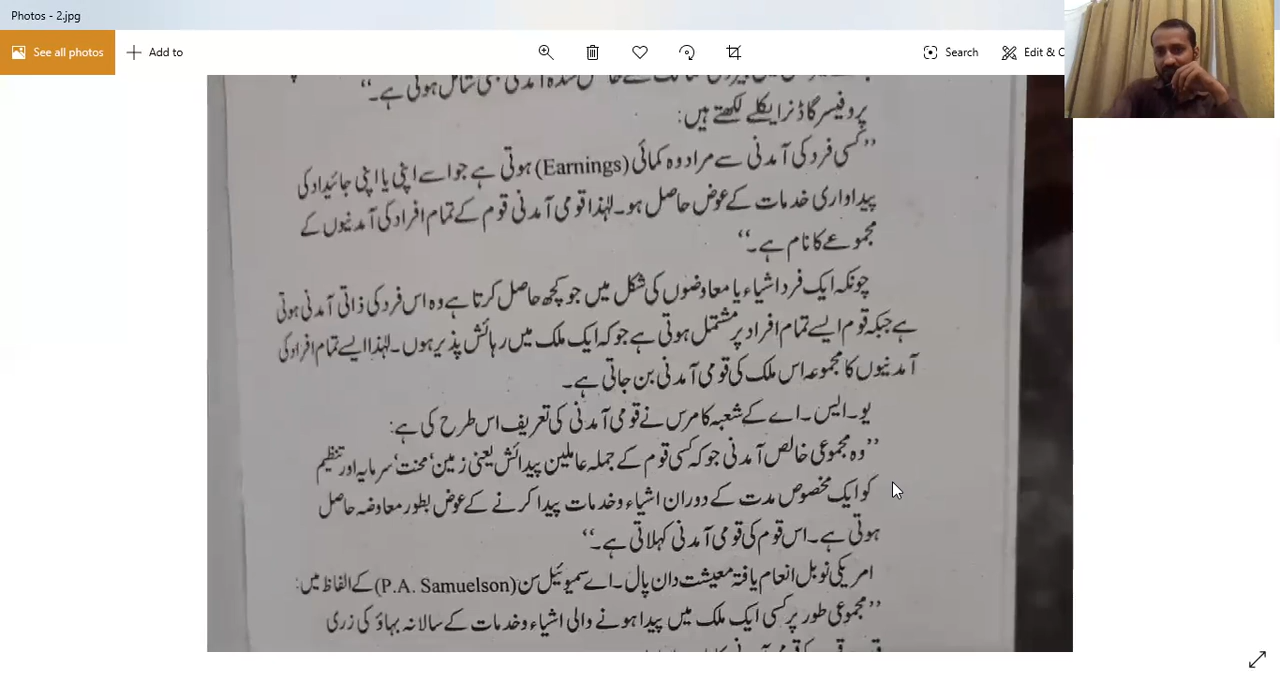 Photos - 2.jpg
See all photos
Add to
Search
Edit & C
آمدنی بھی شامل ہوتی ہے۔“
پروفیسر گاڈنر ایکلے لکھتے ہیں:
”کسی فرد کی آمدنی سے مراد وہ کمائی (Earnings) ہوتی ہے جو اسے اپنی یا اپنی جائیداد کی
پیداواری خدمات کے عوض حاصل ہو۔ لہٰذا قومی آمدنی قوم کے تمام افراد کی آمدنیوں کے
مجموعے کا نام ہے۔“
چونکہ ایک فرد اشیاء یا معاوضوں کی شکل میں جو کچھ حاصل کرتا ہے وہ اس فرد کی ذاتی آمدنی ہوتی
ہے جبکہ قوم ایسے تمام افراد پر مشتمل ہوتی ہے جو کہ ایک ملک میں رہائش پذیر ہوں۔ لہٰذا ایسے تمام افراد کی
آمدنیوں کا مجموعہ اس ملک کی قومی آمدنی بن جاتی ہے۔
یو۔ ایس۔ اے کے شعبہ کامرس نے قومی آمدنی کی تعریف اس طرح کی ہے:
”وہ مجموعی خالص آمدنی جو کہ کسی قوم کے جملہ عاملین پیدائش یعنی زمین‘ محنت‘ سرمایہ اور تنظیم
کو ایک مخصوص مدت کے دوران اشیاء و خدمات پیدا کرنے کے عوض بطور معاوضہ حاصل
ہوتی ہے۔ اس قوم کی قومی آمدنی کہلاتی ہے۔“
امریکی نوبل انعام یافتہ معیشت دان پال۔ اے سموئیل سن (P.A. Samuelson) کے الفاظ میں:
”مجموعی طور پر کسی ایک ملک میں پیدا ہونے والی اشیاء و خدمات کے سالانہ بہاؤ کی زری